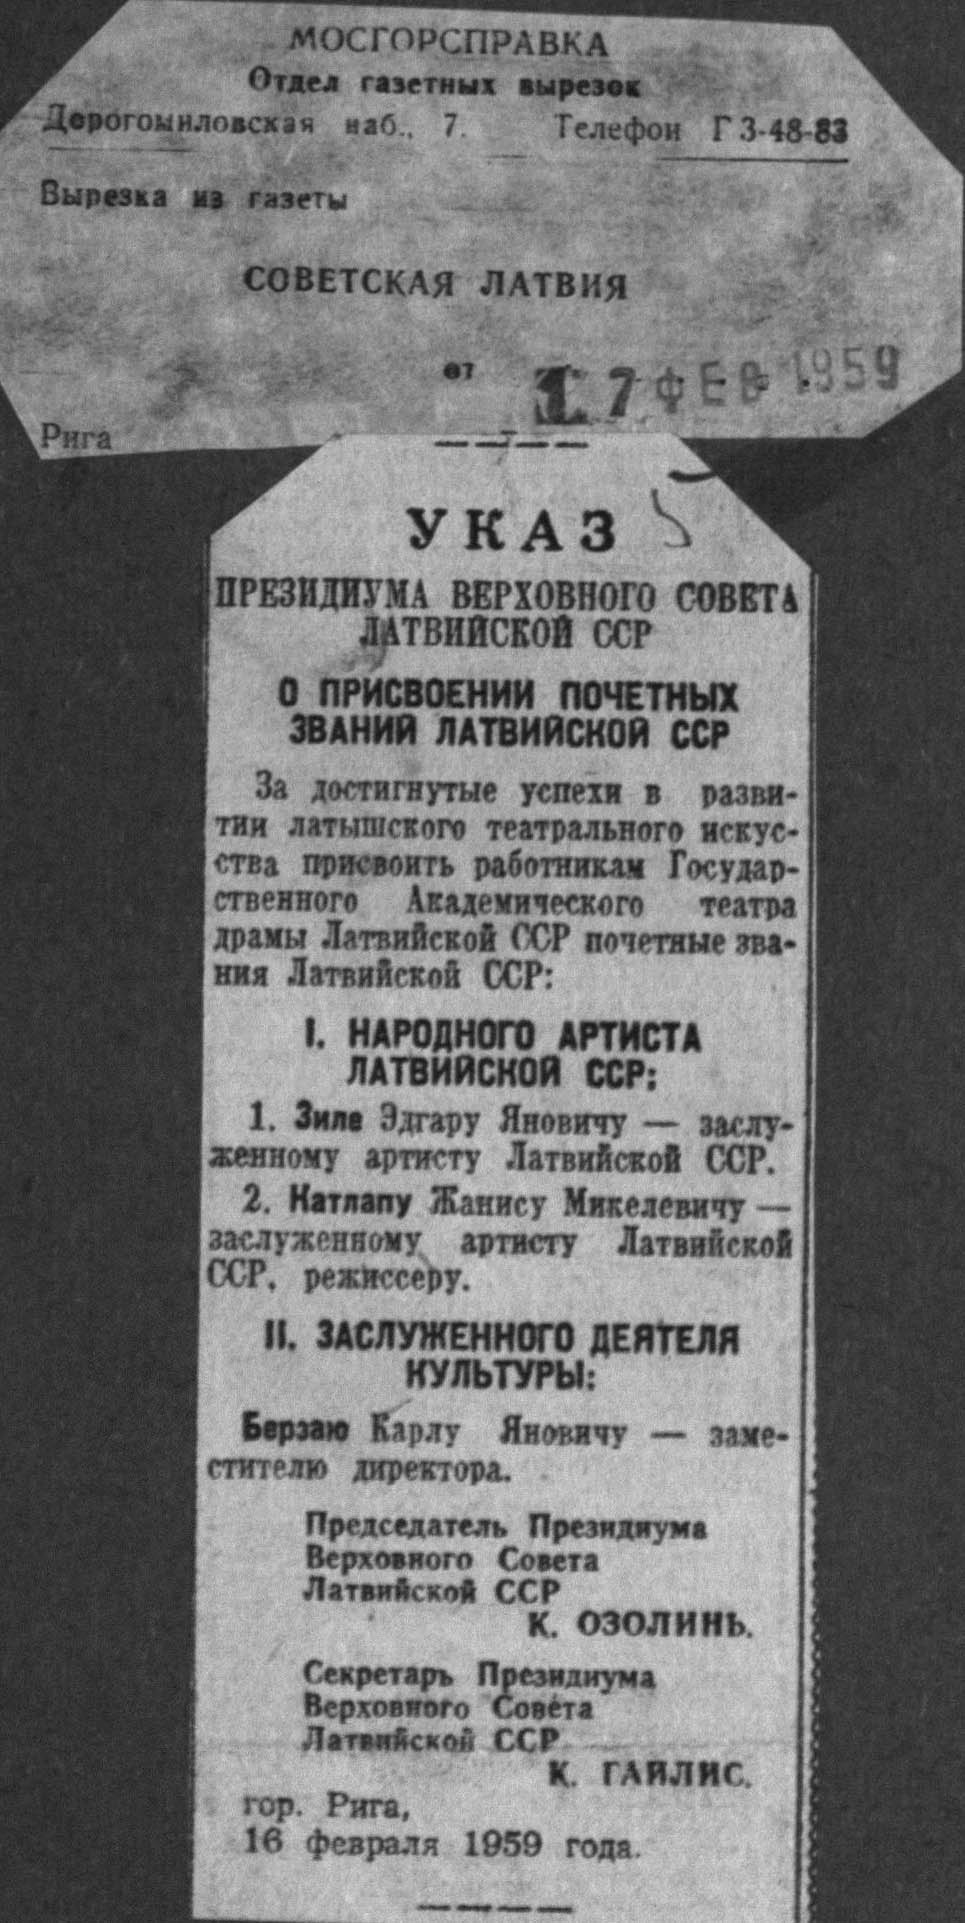 МОСГОРСПРАВКА
Отдел газетных вырезок
Дорогомиловская наб., 7. Телефон Г 3-48-83
Вырезка из газеты
СОВЕТСКАЯ ЛАТВИЯ
от 17 ФЕВ 1959
Рига
УКАЗ
ПРЕЗИДИУМА ВЕРХОВНОГО СОВЕТА
ЛАТВИЙСКОЙ ССР
О ПРИСВОЕНИИ ПОЧЕТНЫХ
ЗВАНИЙ ЛАТВИЙСКОЙ ССР
За достигнутые успехи в разви-
тии латышского театрального искус-
ства присвоить работникам Государ-
ственного Академического театра
драмы Латвийской ССР почетные зва-
ния Латвийской ССР:
I. НАРОДНОГО АРТИСТА
ЛАТВИЙСКОЙ ССР:
1. Зиле Эдгару Яновичу — заслу-
женному артисту Латвийской ССР.
2. Катлапу Жанису Микелевичу —
заслуженному артисту Латвийской
ССР, режиссеру.
II. ЗАСЛУЖЕННОГО ДЕЯТЕЛЯ
КУЛЬТУРЫ:
Берзаю Карлу Яновичу — заме-
стителю директора.
Председатель Президиума
Верховного Совета
Латвийской ССР
К. ОЗОЛИНЬ.
Секретарь Президиума
Верховного Совета
Латвийской ССР
К. ГАЙЛИС.
гор. Рига,
16 февраля 1959 года.